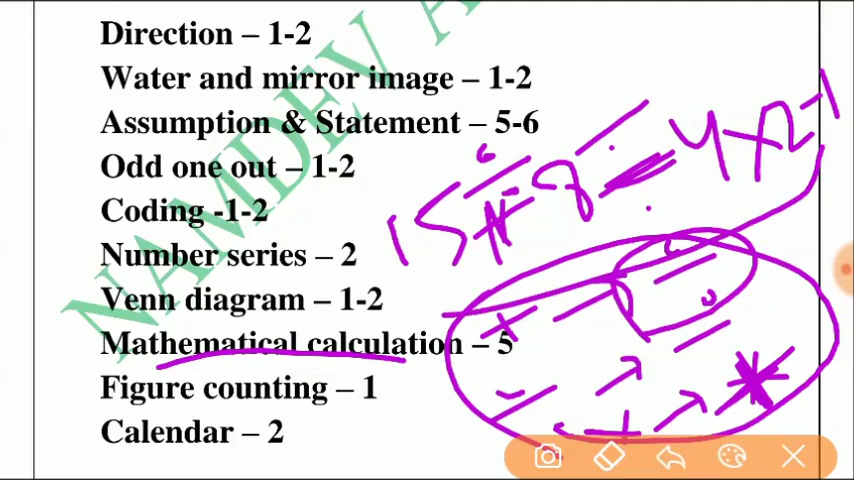 Direction – 1-2
Water and mirror image – 1-2
Assumption & Statement – 5-6
Odd one out – 1-2
Coding -1-2
Number series – 2
Venn diagram – 1-2
Mathematical calculation – 5
Figure counting – 1
Calendar – 2
NAMDEV A